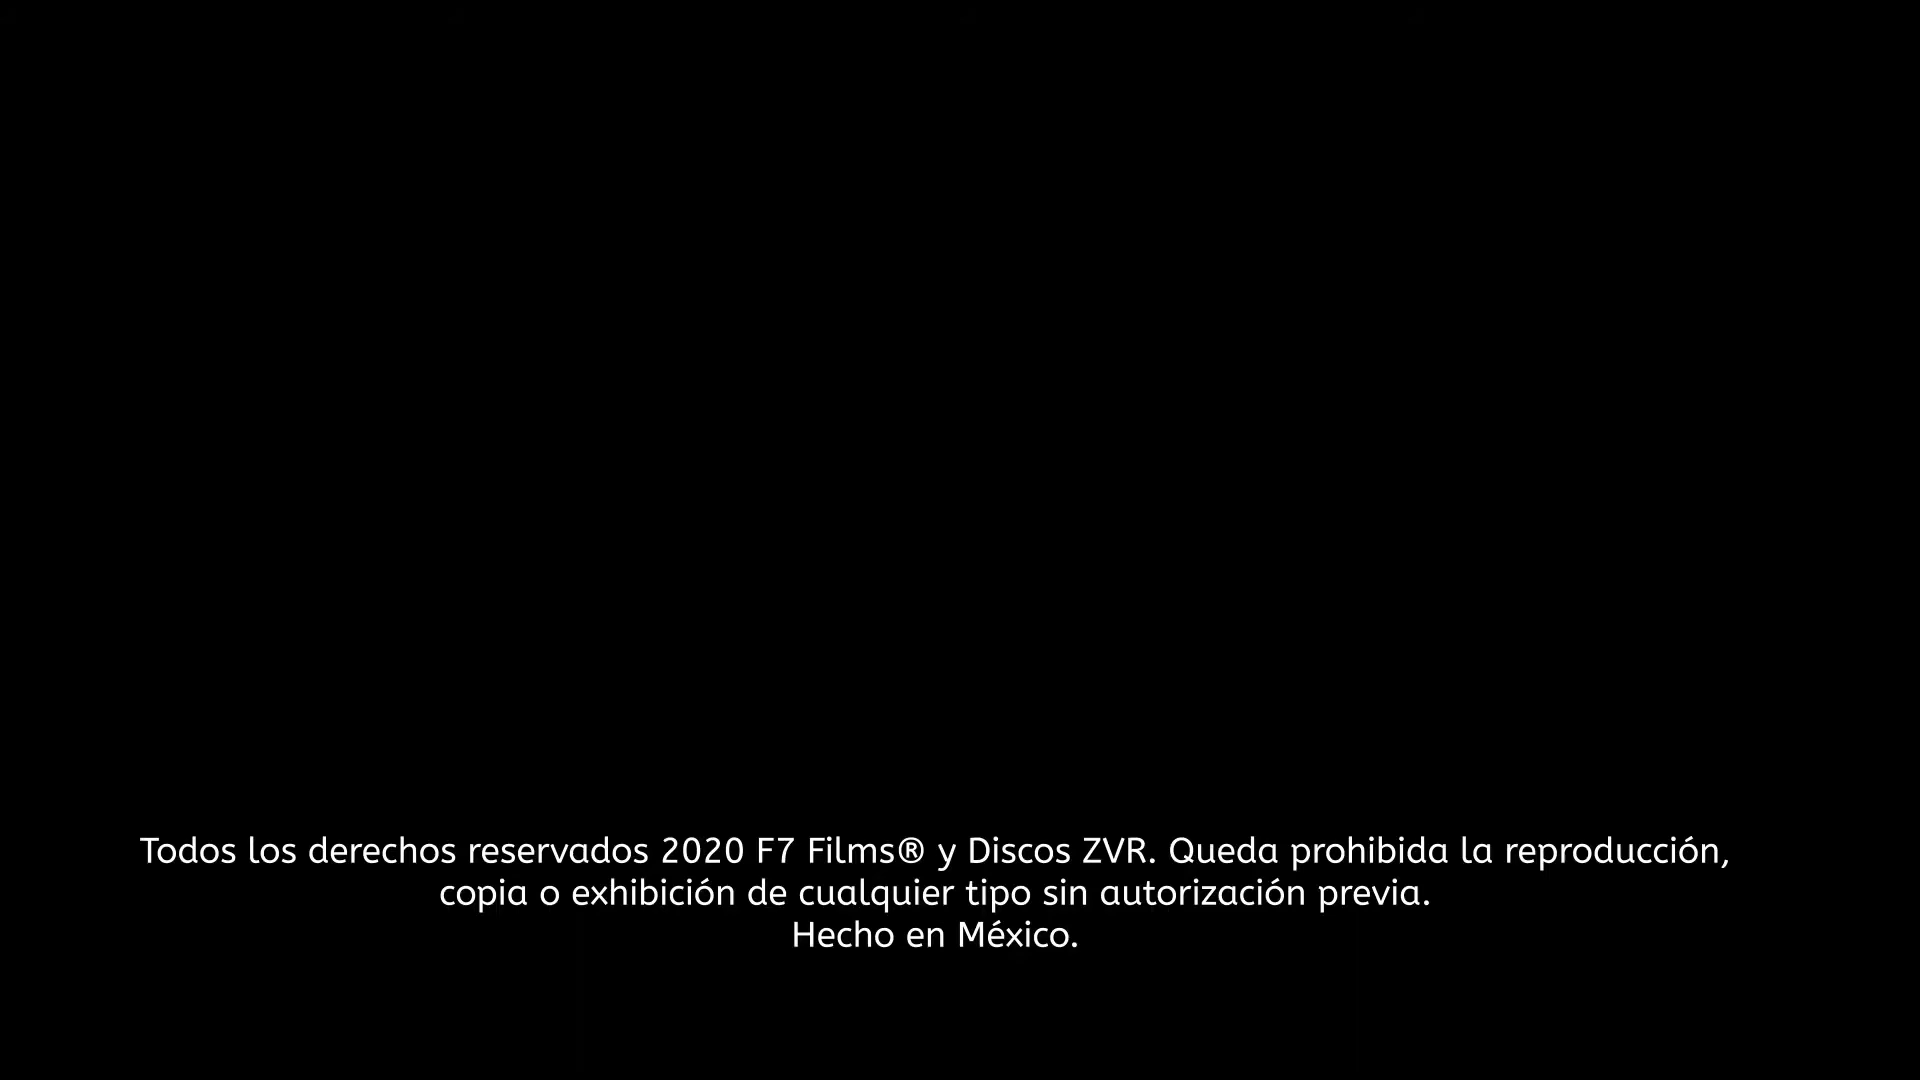 Todos los derechos reservados 2020 F7 Films® y Discos ZVR. Queda prohibida la reproducción,
copia o exhibición de cualquier tipo sin autorización previa.
Hecho en México.